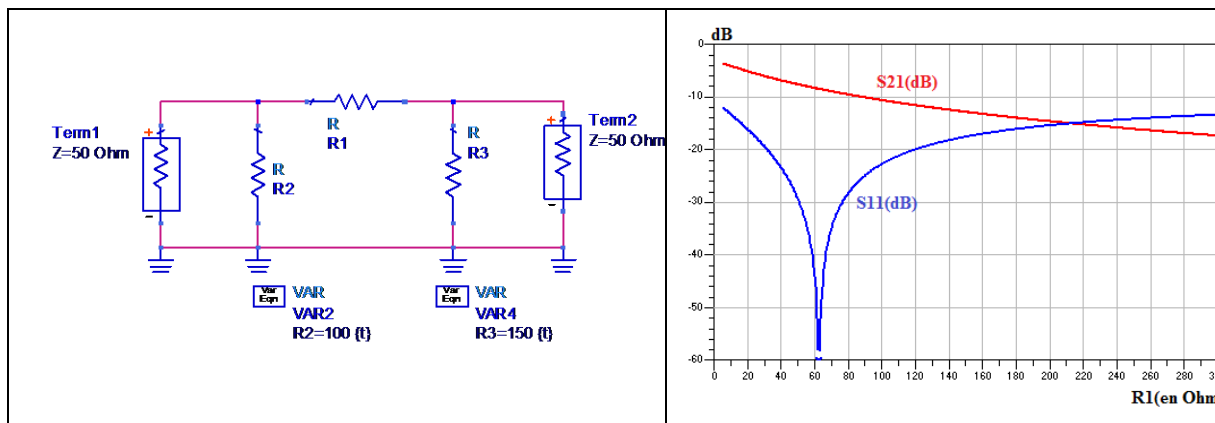 Term1
Z=50 Ohm
+
-
R
R2
R
R1
R
R3
+
Term2
Z=50 Ohm
-
Var
Eqn
VAR
VAR2
R2=100 {t}
Var
Eqn
VAR
VAR4
R3=150 {t}
dB
0
-10
-20
-30
-40
-50
-60
S21(dB)
S11(dB)
0 20 40 60 80 100 120 140 160 180 200 220 240 260 280 3
R1(en Ohm